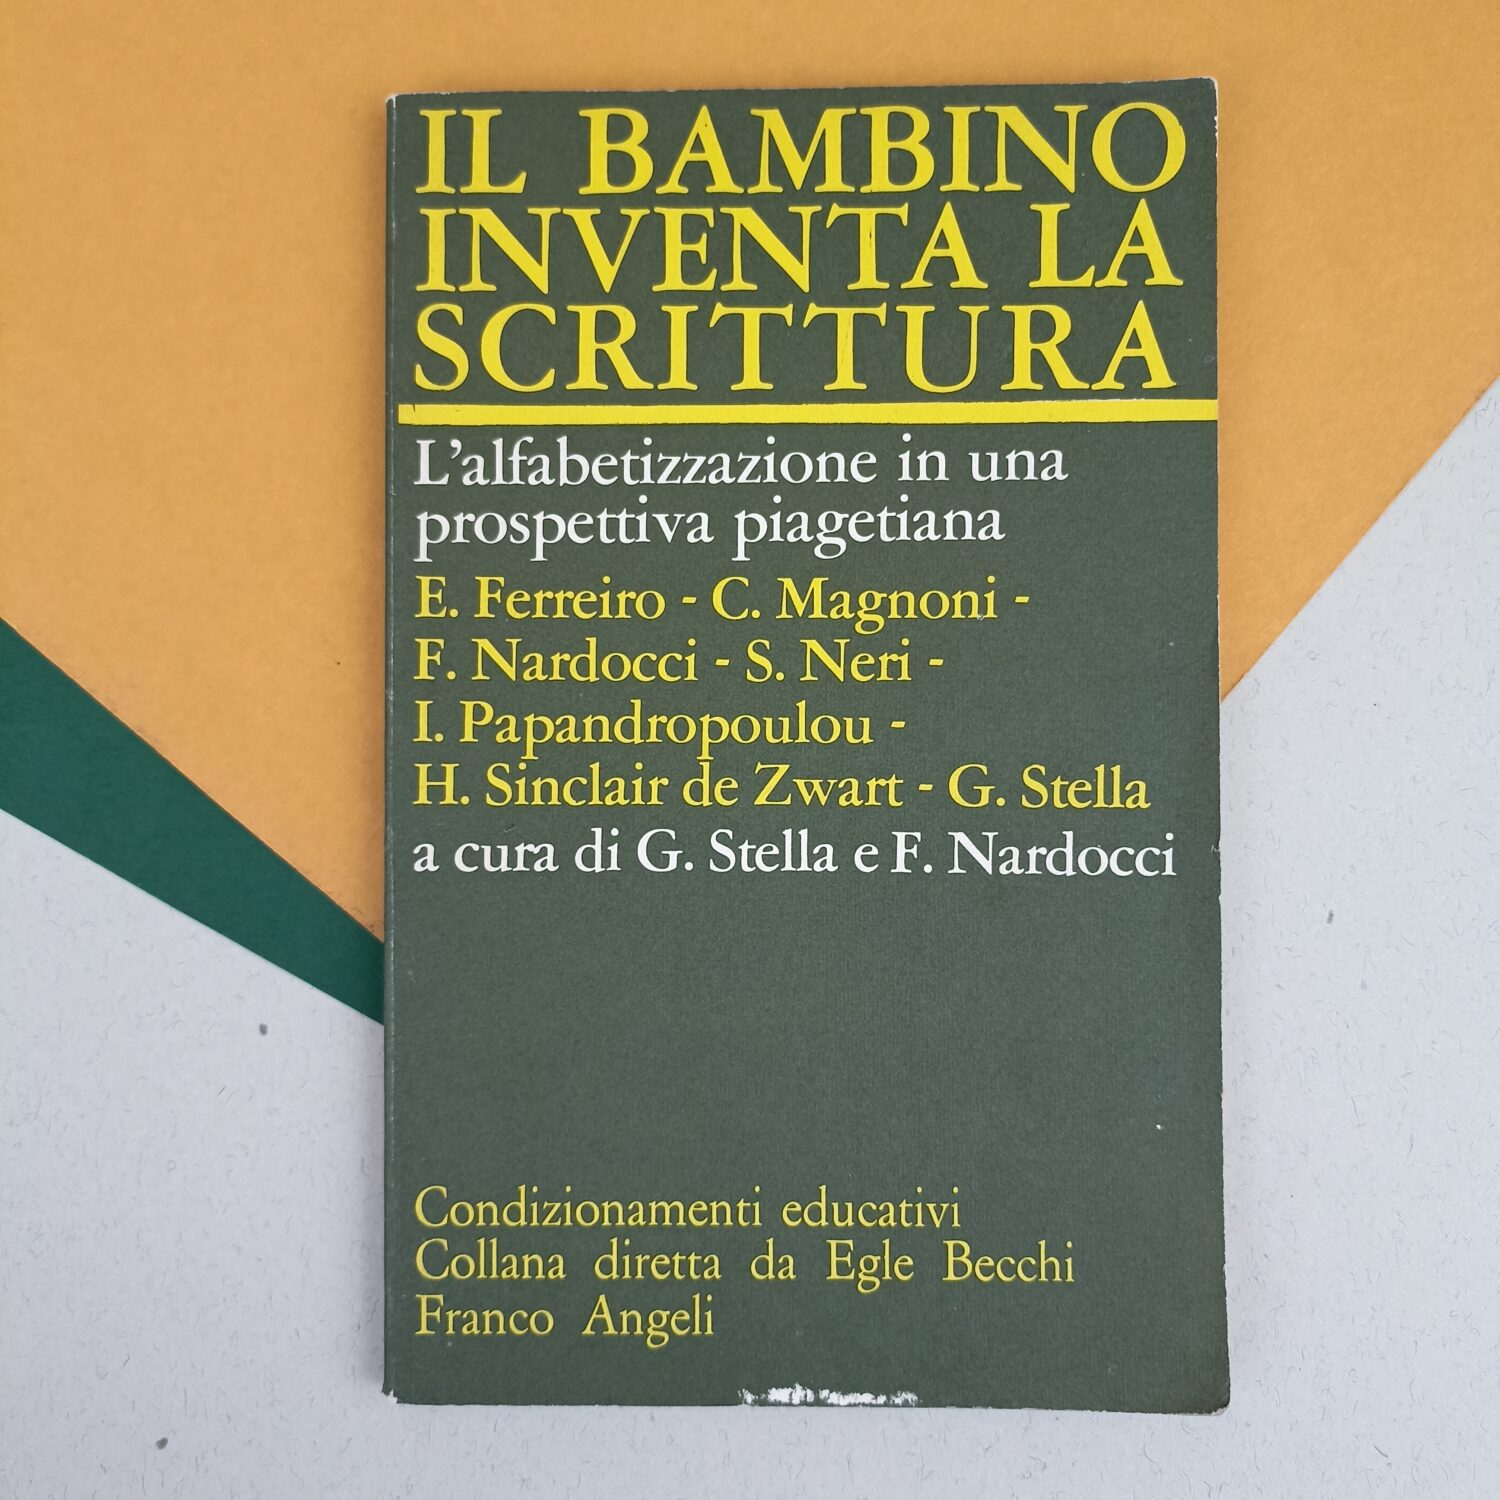 IL BAMBINO
INVENTA LA
SCRITTURA
L’alfabetizzazione in una
prospettiva piagetiana
E. Ferreiro - C. Magnoni -
F. Nardocci - S. Neri -
I. Papandropoulou -
H. Sinclair de Zwart - G. Stella
a cura di G. Stella e F. Nardocci
Condizionamenti educativi
Collana diretta da Egle Becchi
Franco Angeli